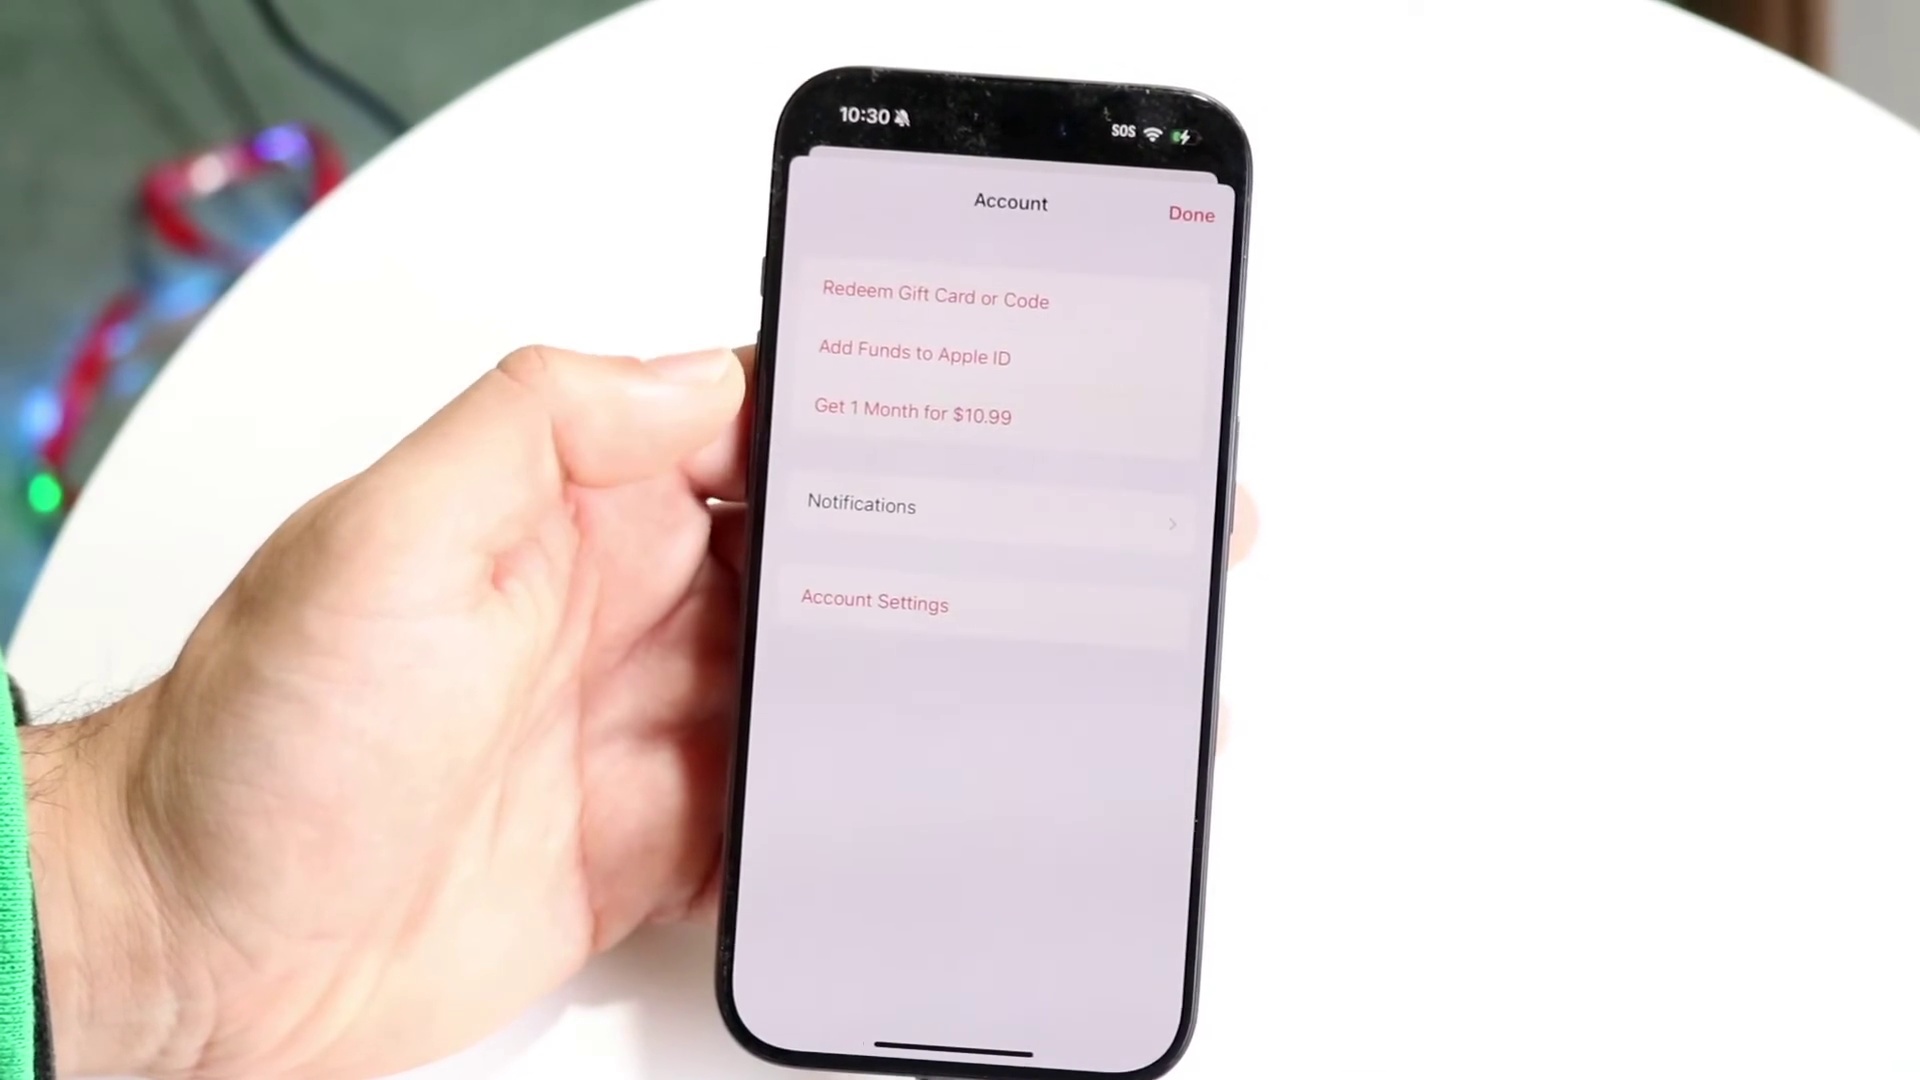 10:30
SOS
Account
Done
Redeem Gift Card or Code
Add Funds to Apple ID
Get 1 Month for $10.99
Notifications
Account Settings